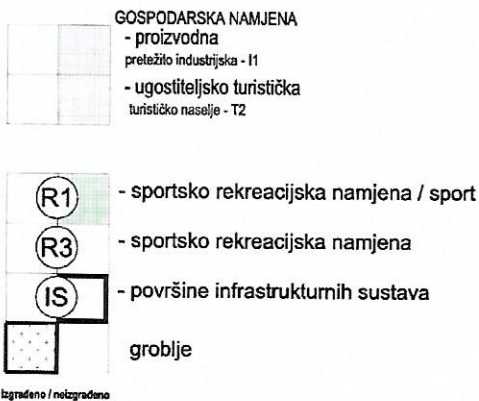 GOSPODARSKA NAMJENA
- proizvodna
pretežito industrijska - I1
- ugostiteljsko turistička
turističko naselje - T2
R1 - sportsko rekreacijska namjena / sport
R3 - sportsko rekreacijska namjena
IS - površine infrastrukturnih sustava
groblje
izgrađeno / neizgrađeno